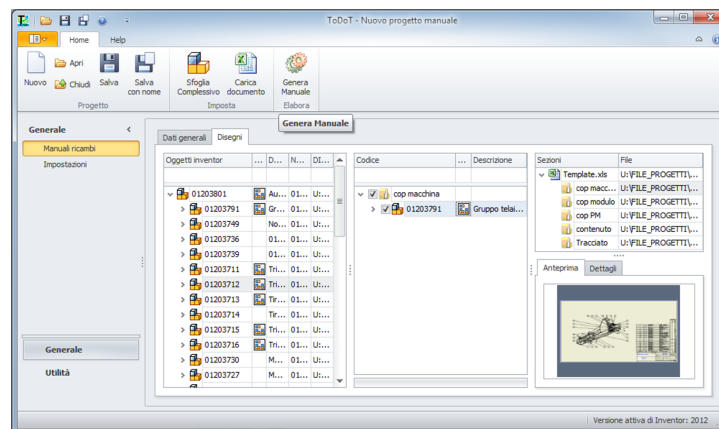 ToDoT - Nuovo progetto manuale
Home Help
Nuovo Apri Chiudi Salva Salva con nome Sfoglia Complessivo Carica documento Genera Manuale
Progetto Imposta Elabora
Genera Manuale
Generale
Manuali ricambi
Impostazioni
Generale
Utilità
Dati generali Disegni
Oggetti inventor ... D... N... DI...
01203801 Au... 01... U:...
01203791 Gr... 01... U:...
01203749 No... 01... U:...
01203736 01... 01... U:...
01203739 01... 01... U:...
01203711 Tri... 01... U:...
01203712 Tri... 01... U:...
01203713 Tir... 01... U:...
01203714 Tir... 01... U:...
01203715 Tri... 01... U:...
01203716 Tri... 01... U:...
01203730 M... 01... U:...
01203727 M... 01... U:...
Codice ... Descrizione
cop macchina
01203791 Gruppo telai...
Sezioni File
Template.xls U:\FILE_PROGETTI\...
cop macc... U:\FILE_PROGETTI\...
cop modulo U:\FILE_PROGETTI\...
cop PM U:\FILE_PROGETTI\...
contenuto U:\FILE_PROGETTI\...
Tracciato U:\FILE_PROGETTI\...
Anteprima Dettagli
Versione attiva di Inventor: 2012